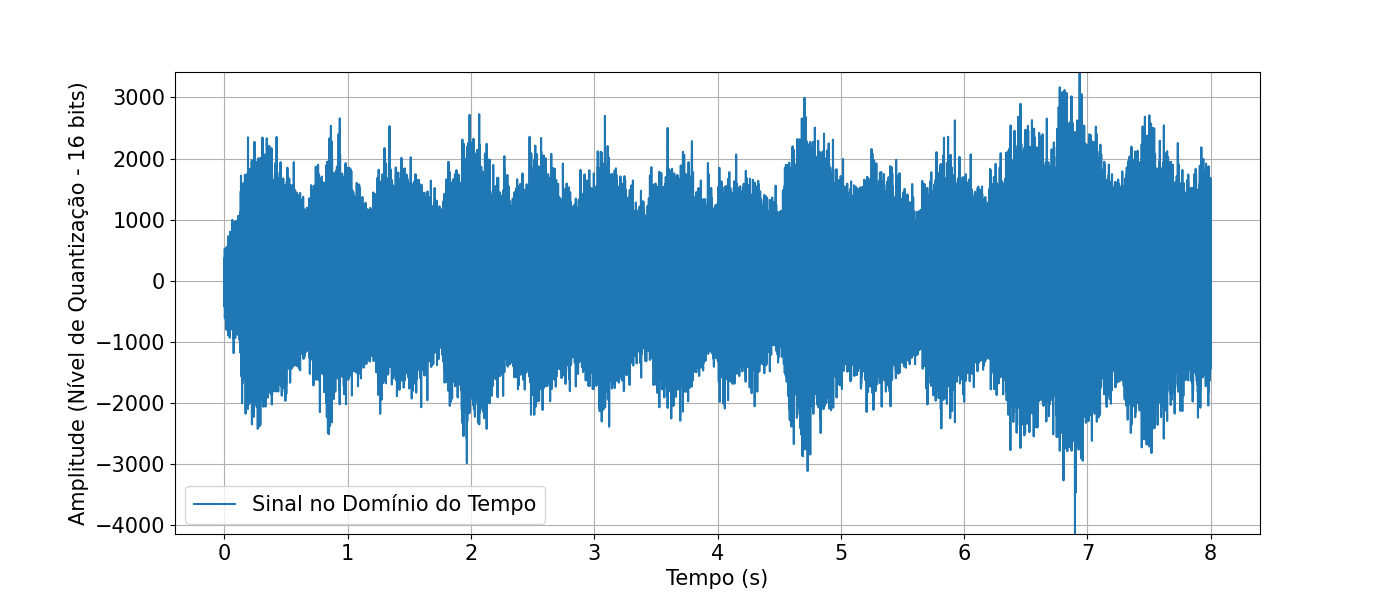 Amplitude (Nível de Quantização - 16 bits)
3000
2000
1000
0
−1000
−2000
−3000
−4000
Sinal no Domínio do Tempo
0 1 2 3 4 5 6 7 8
Tempo (s)